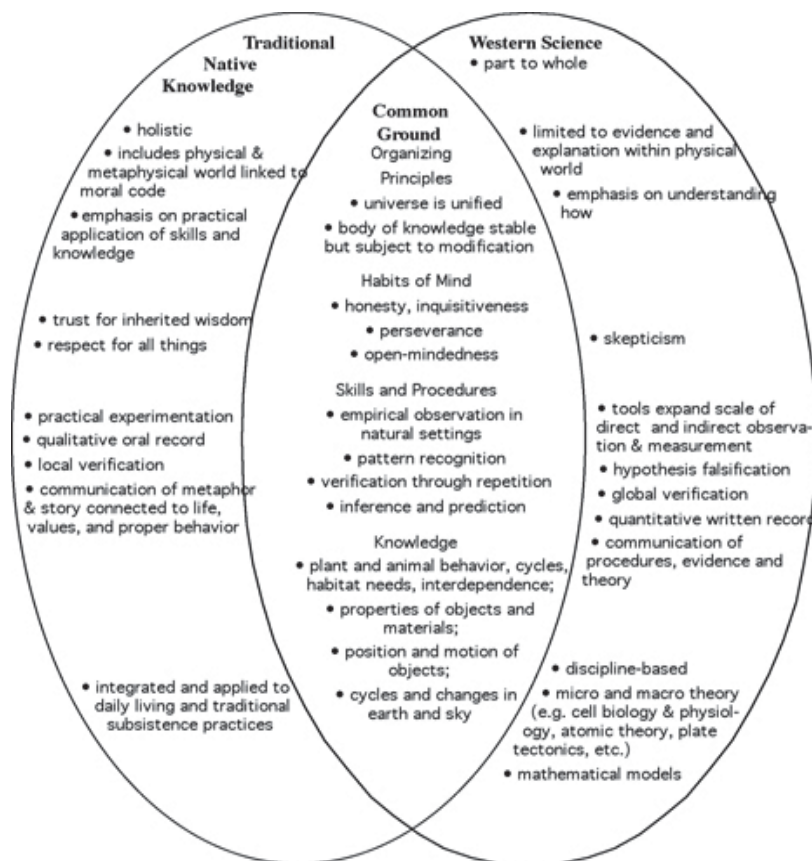 Traditional
Native
Knowledge
• holistic
• includes physical &
metaphysical world linked to
moral code
• emphasis on practical
application of skills and
knowledge
• trust for inherited wisdom
• respect for all things
• practical experimentation
• qualitative oral record
• local verification
• communication of metaphor
& story connected to life,
values, and proper behavior
• integrated and applied to
daily living and traditional
subsistence practices
Common
Ground
Organizing
Principles
• universe is unified
• body of knowledge stable
but subject to modification
Habits of Mind
• honesty, inquisitiveness
• perseverance
• open-mindedness
Skills and Procedures
• empirical observation in
natural settings
• pattern recognition
• verification through repetition
• inference and prediction
Knowledge
• plant and animal behavior, cycles,
habitat needs, interdependence;
• properties of objects and
materials;
• position and motion of
objects;
• cycles and changes in
earth and sky
Western Science
• part to whole
• limited to evidence and
explanation within physical
world
• emphasis on understanding
how
• skepticism
• tools expand scale of
direct and indirect observa-
tion & measurement
• hypothesis falsification
• global verification
• quantitative written record
• communication of
procedures, evidence and
theory
• discipline-based
• micro and macro theory
(e.g. cell biology & physiol-
ogy, atomic theory, plate
tectonics, etc.)
• mathematical models